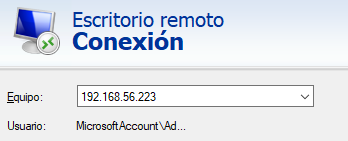 Escritorio remoto
Conexión
Equipo: 192.168.56.223
Usuario: MicrosoftAccount\Ad...